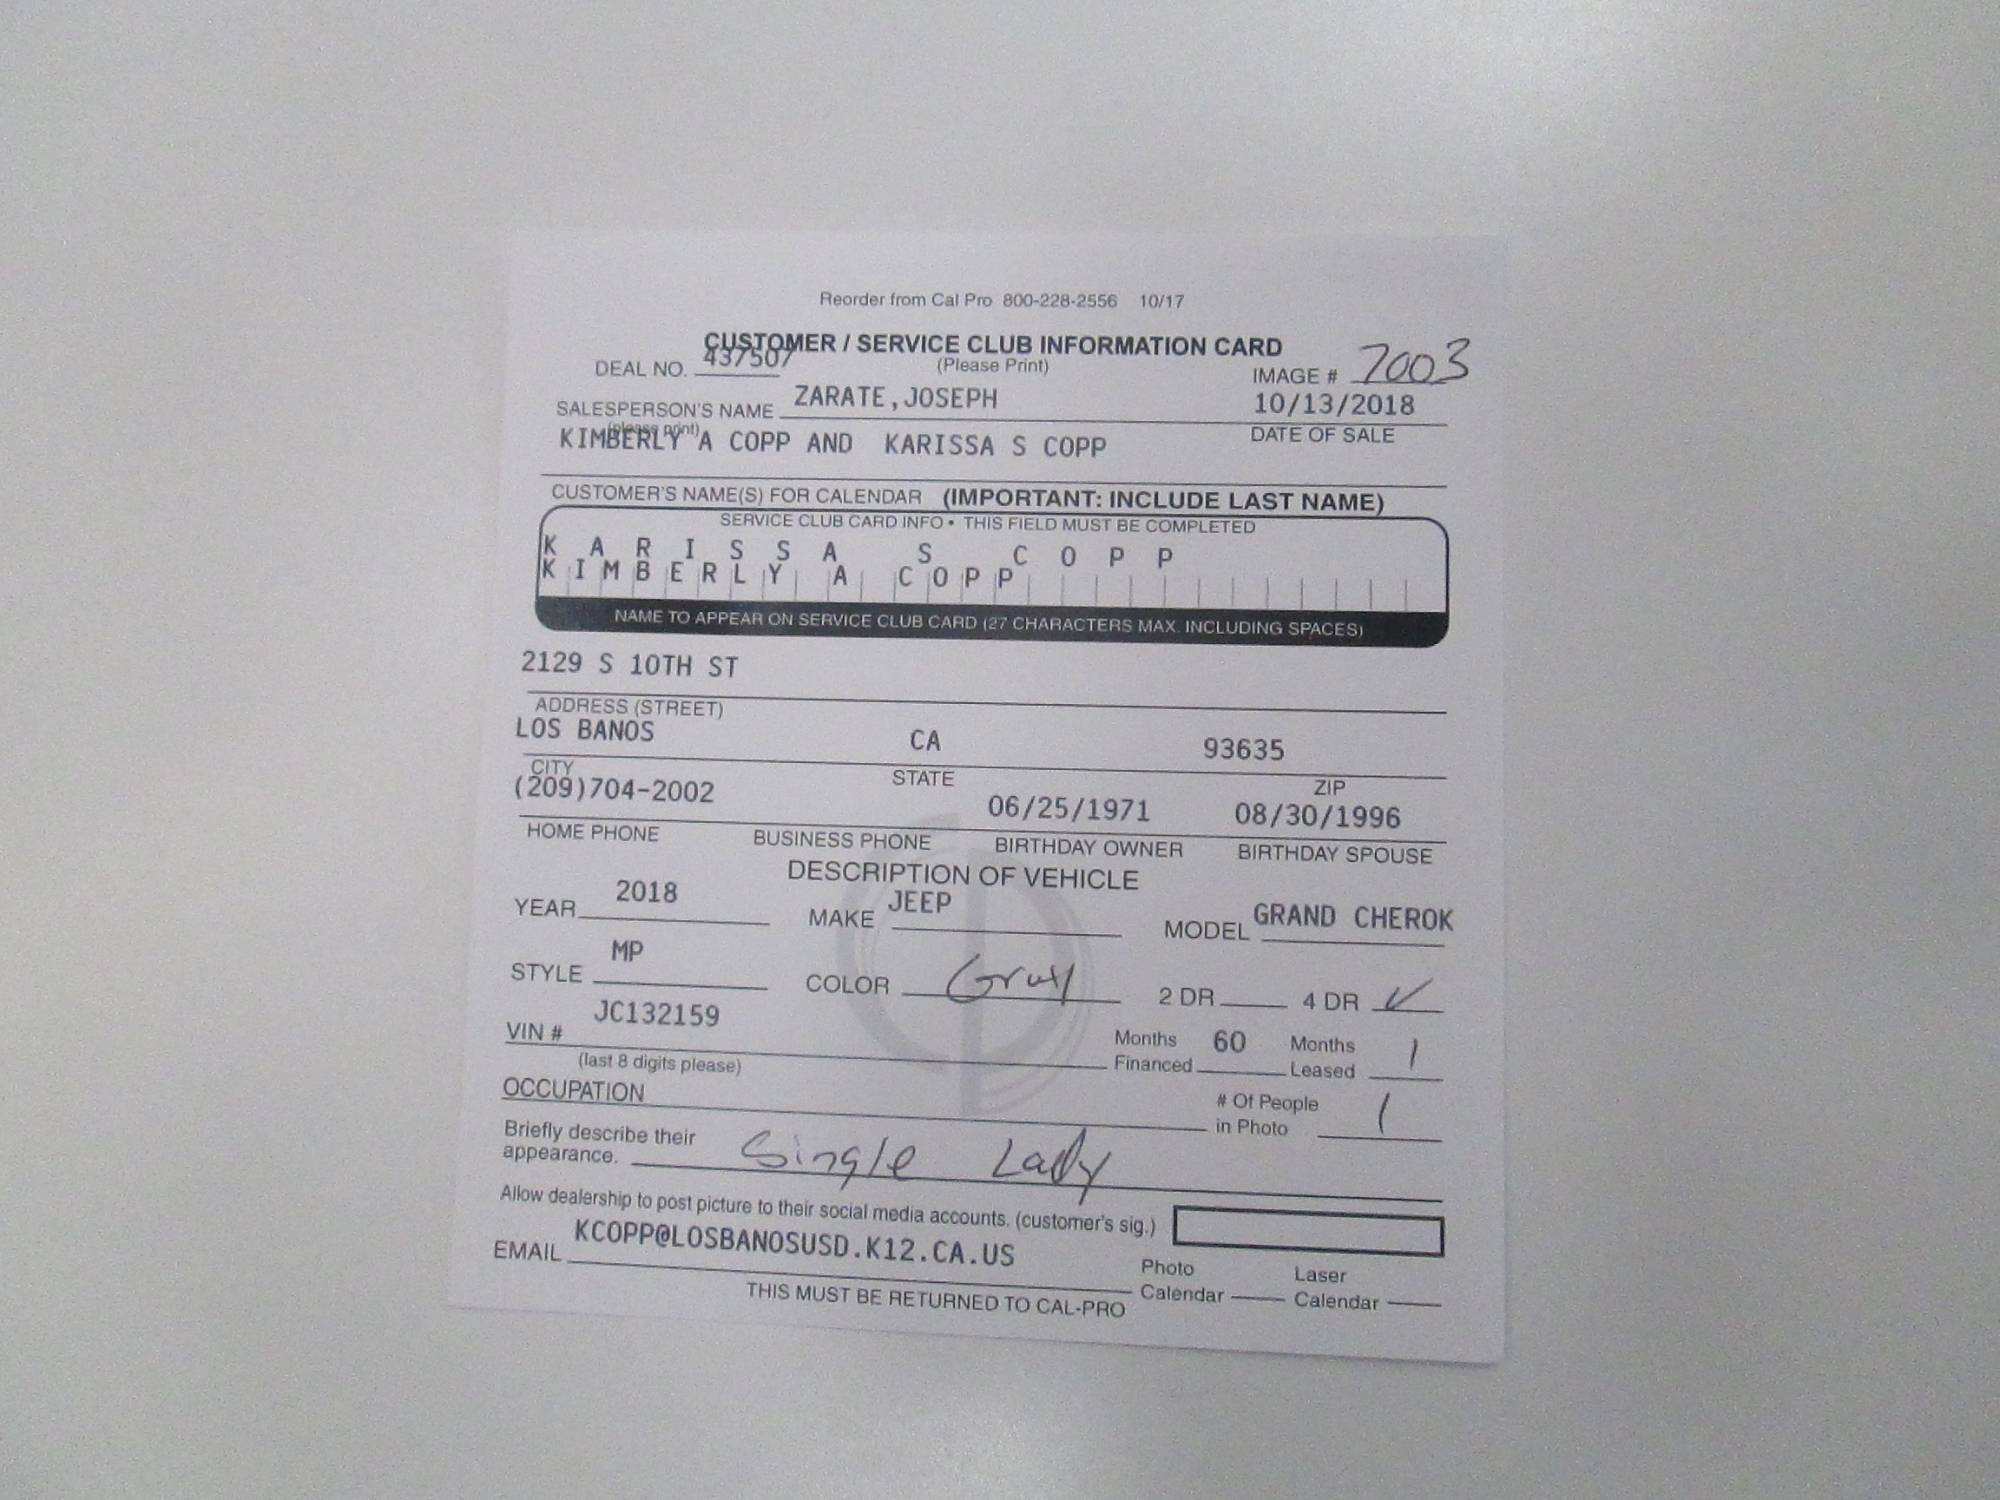 Reorder from Cal Pro 800-228-2556 10/17
CUSTOMER / SERVICE CLUB INFORMATION CARD
(Please Print)
DEAL NO. 437507
IMAGE # 7003
SALESPERSON'S NAME ZARATE,JOSEPH 10/13/2018
(please print) DATE OF SALE
KIMBERLY A COPP AND KARISSA S COPP
CUSTOMER'S NAME(S) FOR CALENDAR (IMPORTANT: INCLUDE LAST NAME)
SERVICE CLUB CARD INFO • THIS FIELD MUST BE COMPLETED
KARISSA S COPP
KIMBERLY A COPP
NAME TO APPEAR ON SERVICE CLUB CARD (27 CHARACTERS MAX. INCLUDING SPACES)
2129 S 10TH ST
ADDRESS (STREET)
LOS BANOS CA 93635
CITY STATE ZIP
(209)704-2002 06/25/1971 08/30/1996
HOME PHONE BUSINESS PHONE BIRTHDAY OWNER BIRTHDAY SPOUSE
DESCRIPTION OF VEHICLE
YEAR 2018 MAKE JEEP MODEL GRAND CHEROK
STYLE MP COLOR Gray 2 DR 4 DR ✓
VIN # JC132159
(last 8 digits please)
Months Financed 60 Months Leased 1
OCCUPATION
# Of People in Photo 1
Briefly describe their appearance. Single Lady
Allow dealership to post picture to their social media accounts. (customer's sig.)
EMAIL KCOPP@LOSBANOSUSD.K12.CA.US
Photo Calendar Laser Calendar
THIS MUST BE RETURNED TO CAL-PRO